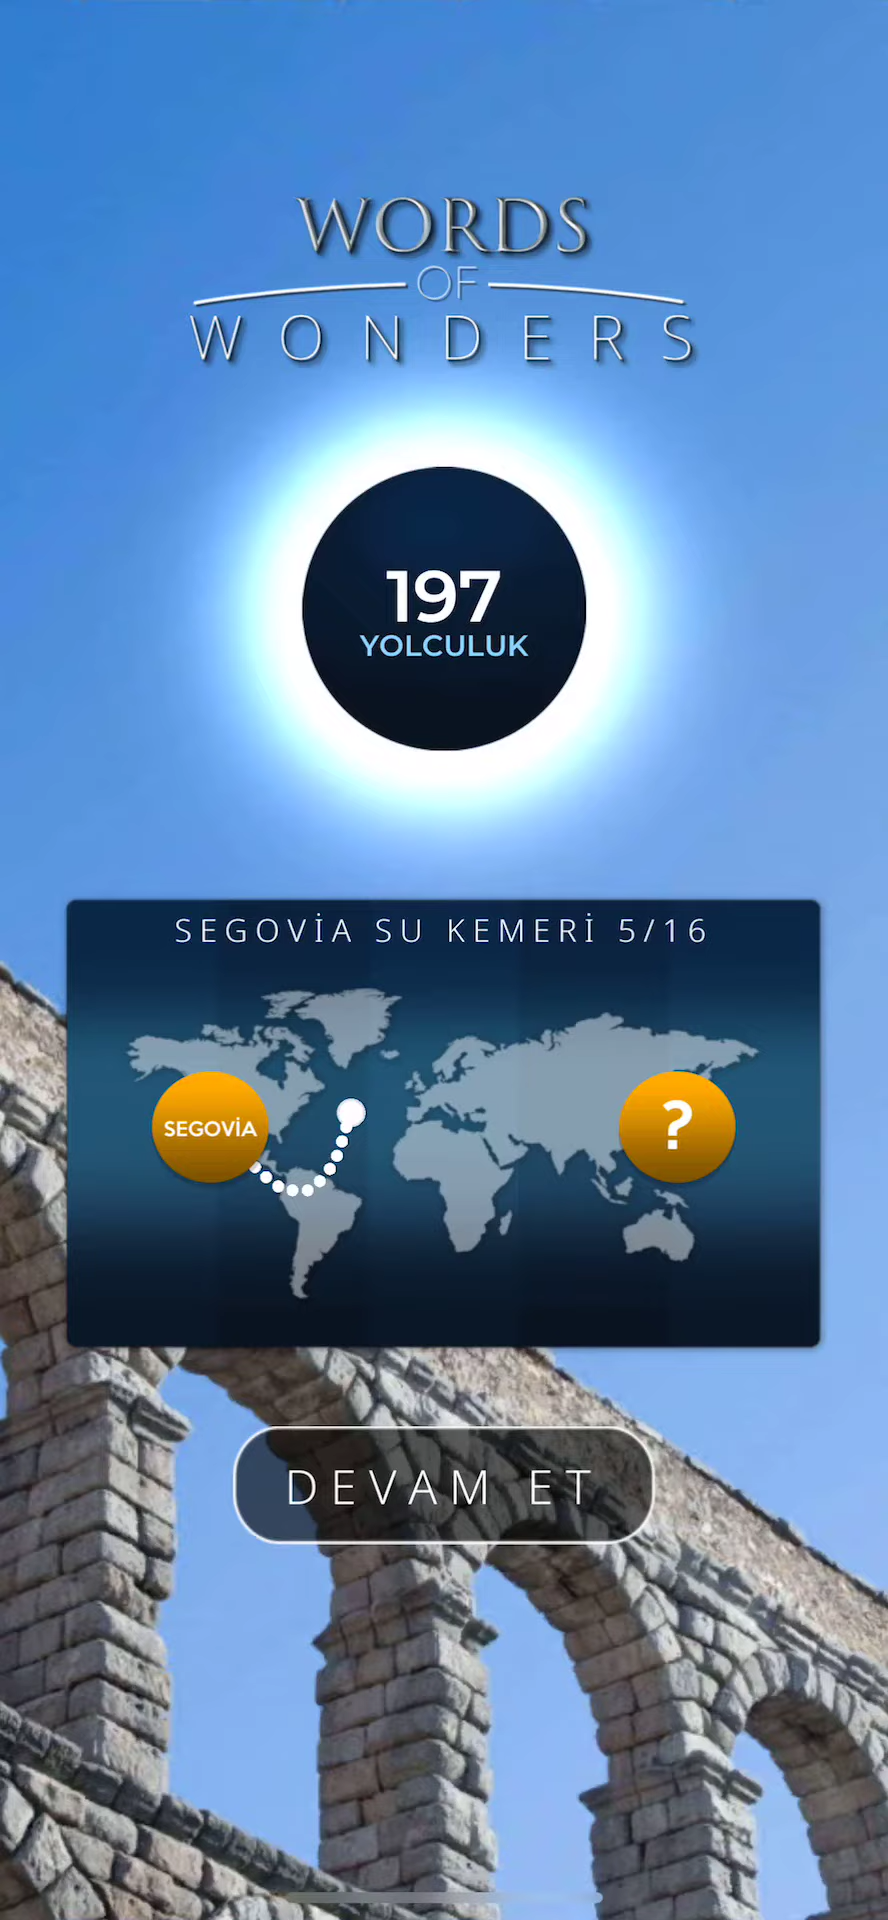 WORDS
OF
WONDERS
197
YOLCULUK
SEGOVİA SU KEMERİ 5/16
SEGOVİA
?
DEVAM ET